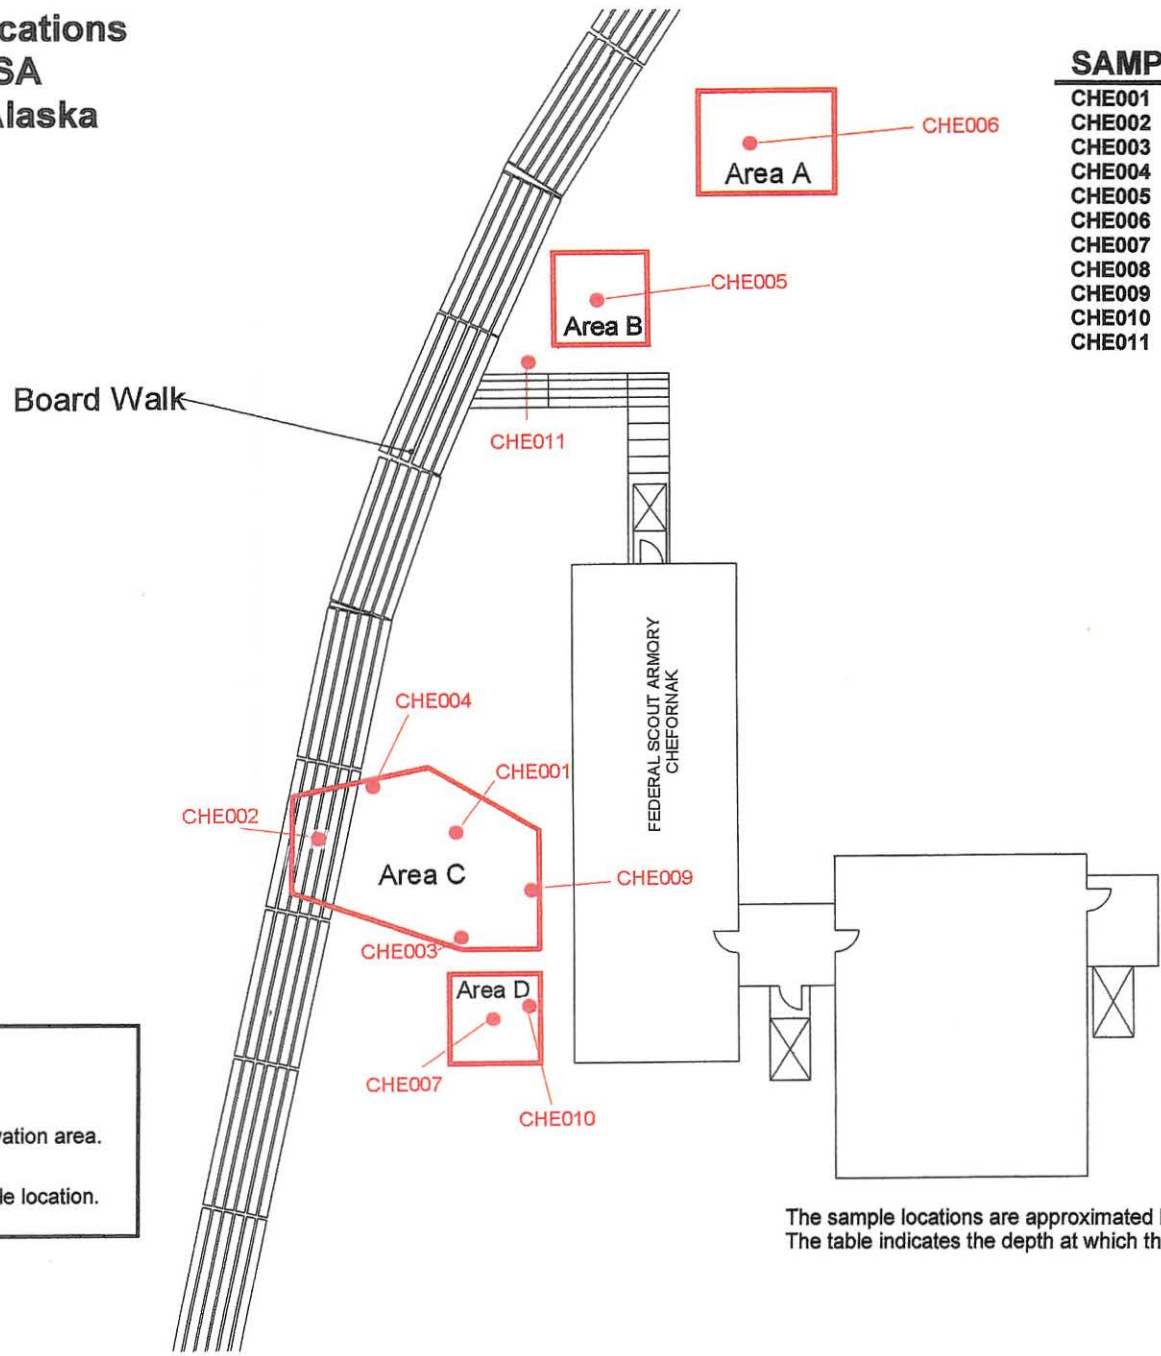 cations
SA
Alaska
SAMP
CHE001
CHE002
CHE003
CHE004
CHE005
CHE006
CHE007
CHE008
CHE009
CHE010
CHE011
CHE006
Area A
CHE005
Area B
Board Walk
CHE011
FEDERAL SCOUT ARMORY
CHEFORNAK
CHE004
CHE001
CHE002
Area C
CHE009
CHE003
Area D
CHE007
CHE010
vation area.
le location.
The sample locations are approximated
The table indicates the depth at which th